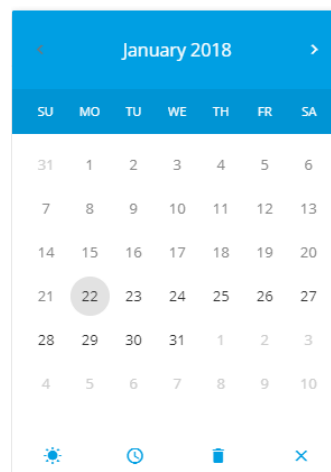 January 2018
SU MO TU WE TH FR SA
31 1 2 3 4 5 6
7 8 9 10 11 12 13
14 15 16 17 18 19 20
21 22 23 24 25 26 27
28 29 30 31 1 2 3
4 5 6 7 8 9 10